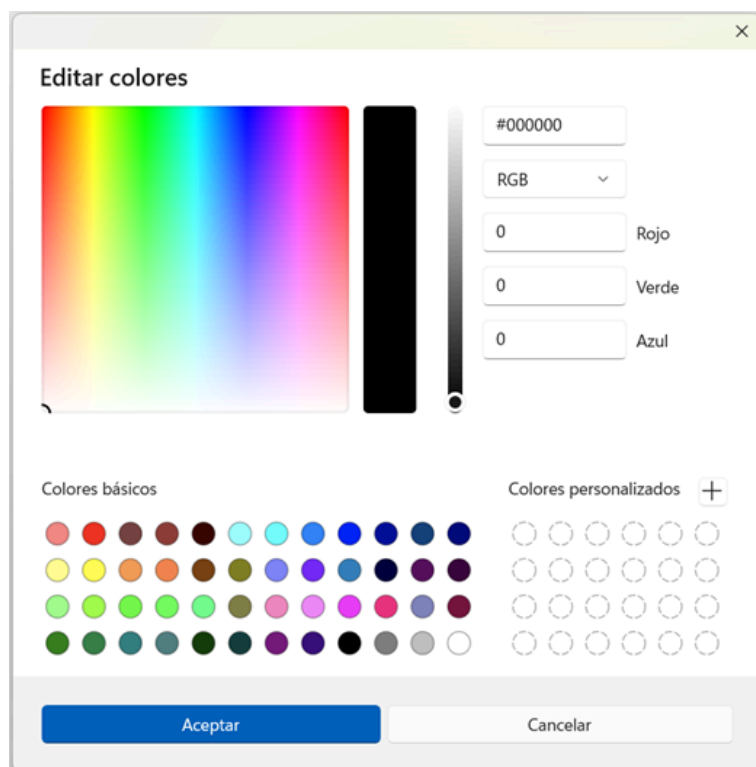 Editar colores
#000000
RGB
0 Rojo
0 Verde
0 Azul
Colores básicos
Colores personalizados
Aceptar
Cancelar